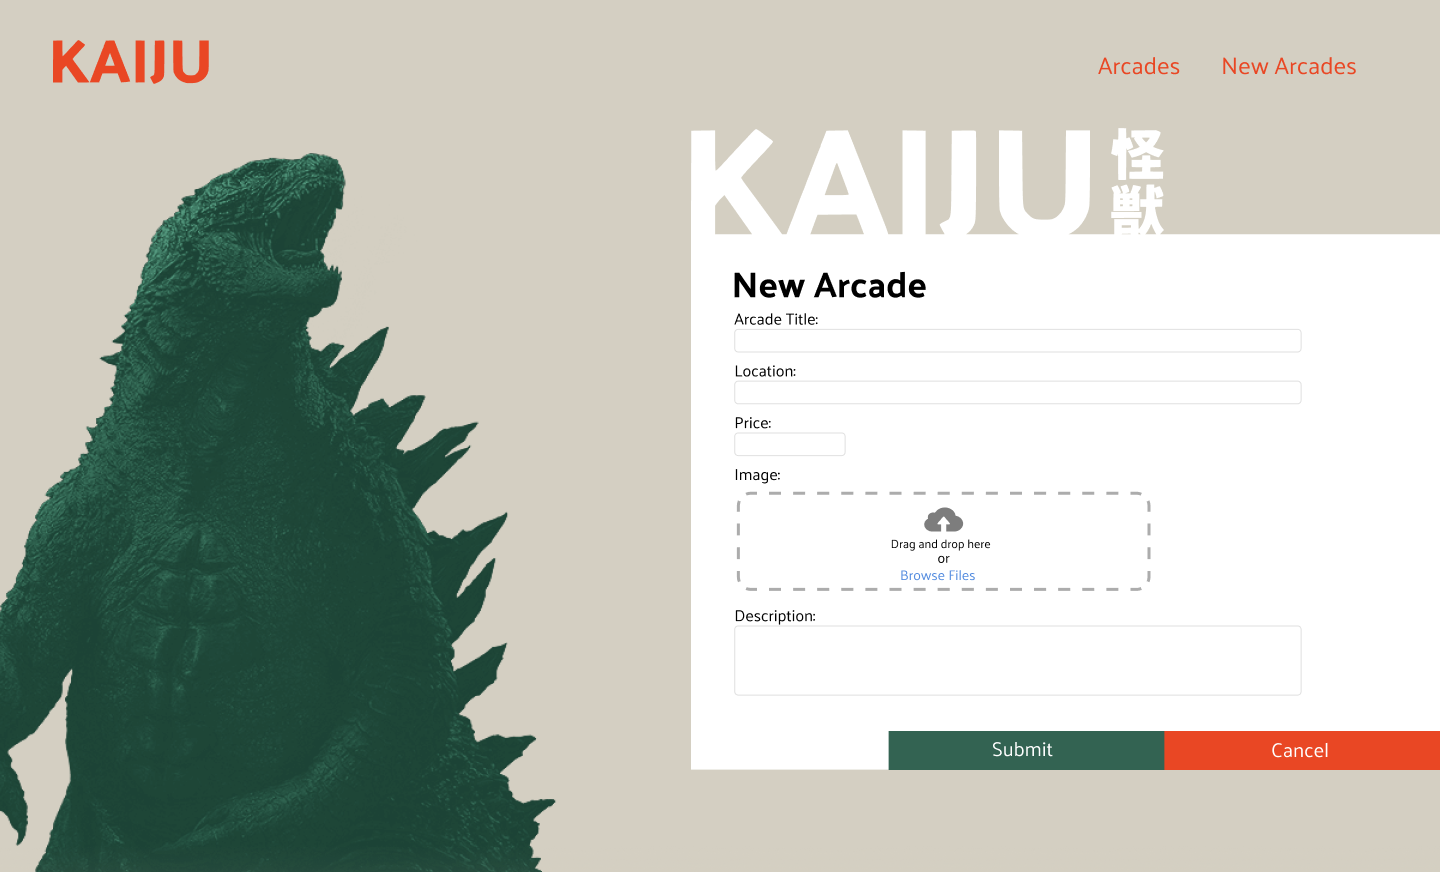 KAIJU
Arcades
New Arcades
KAIJU
怪獣
New Arcade
Arcade Title:
Location:
Price:
Image:
Drag and drop here
or
Browse Files
Description:
Submit
Cancel